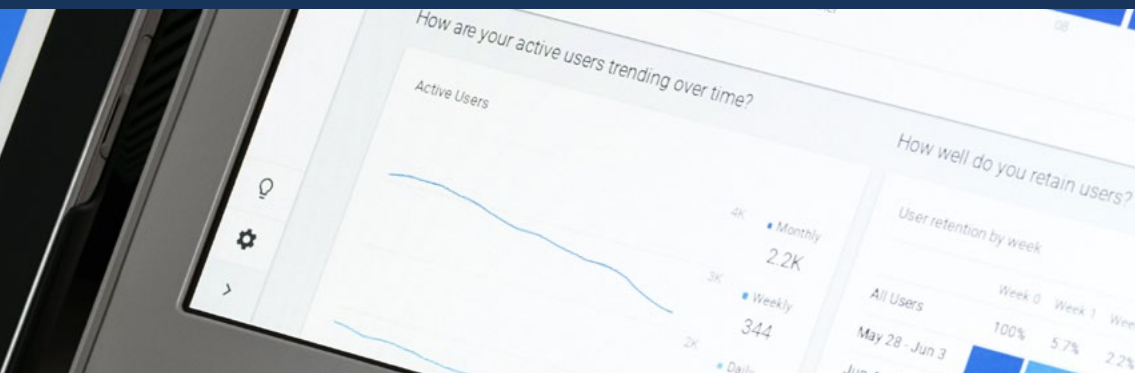 08
How are your active users trending over time?
Active Users
4K
Monthly
2.2K
3K
Weekly
344
2K
Daily
How well do you retain users?
User retention by week
Week 0 Week 1
All Users
100% 5.7% 2.2%
May 28 - Jun 3